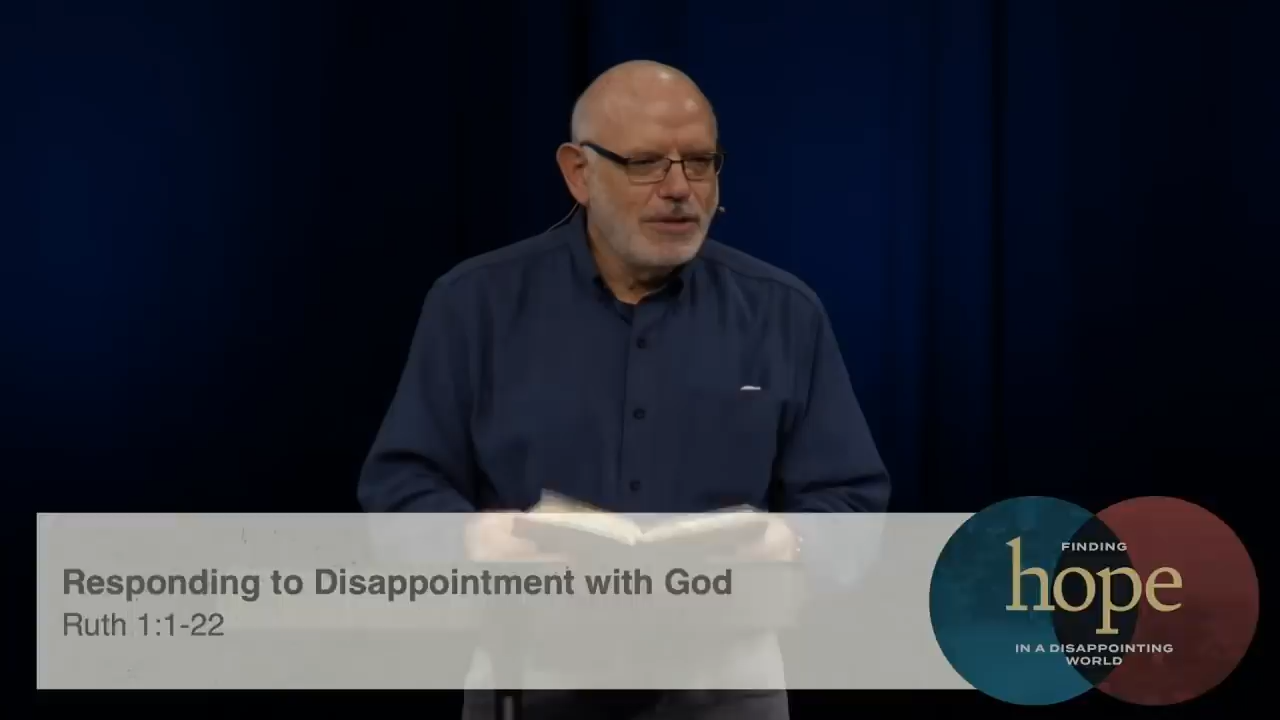 Responding to Disappointment with God
Ruth 1:1-22
FINDING
hope
IN A DISAPPOINTING
WORLD